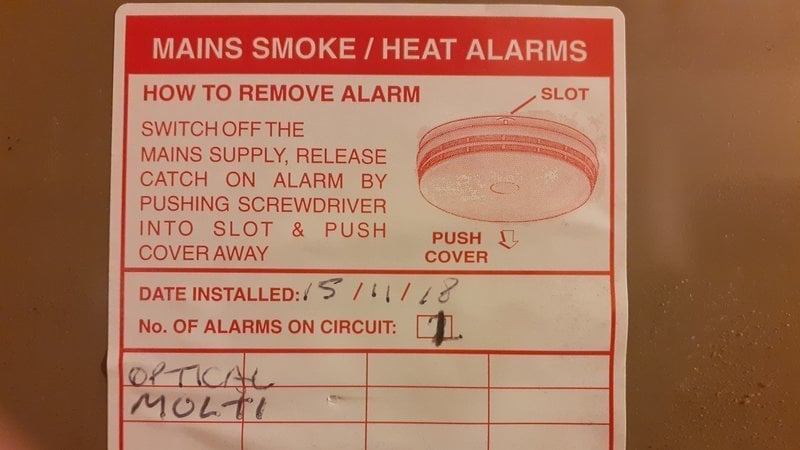 MAINS SMOKE / HEAT ALARMS
HOW TO REMOVE ALARM
SLOT
SWITCH OFF THE
MAINS SUPPLY, RELEASE
CATCH ON ALARM BY
PUSHING SCREWDRIVER
INTO SLOT & PUSH
COVER AWAY
PUSH
COVER
DATE INSTALLED: 15/11/18
No. OF ALARMS ON CIRCUIT: 1
OPTICAL
MULTI